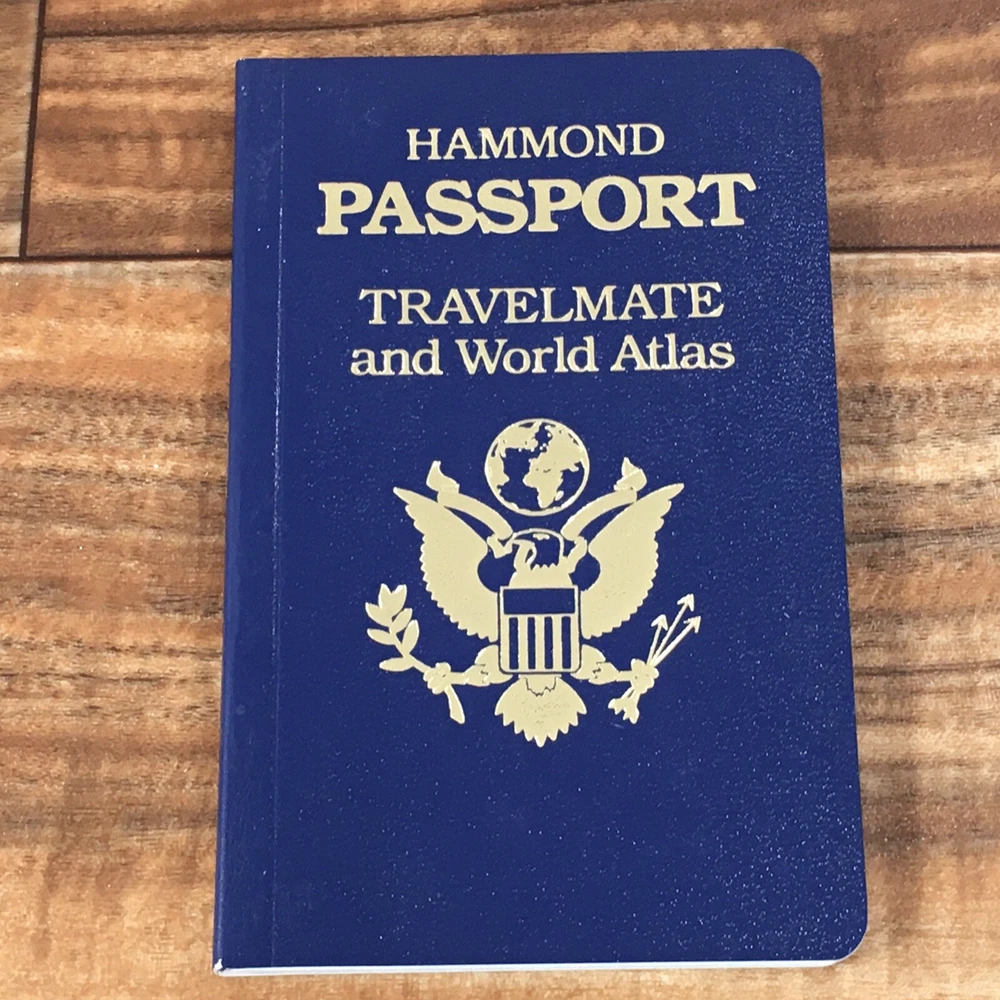 HAMMOND
PASSPORT
TRAVELMATE
and World Atlas